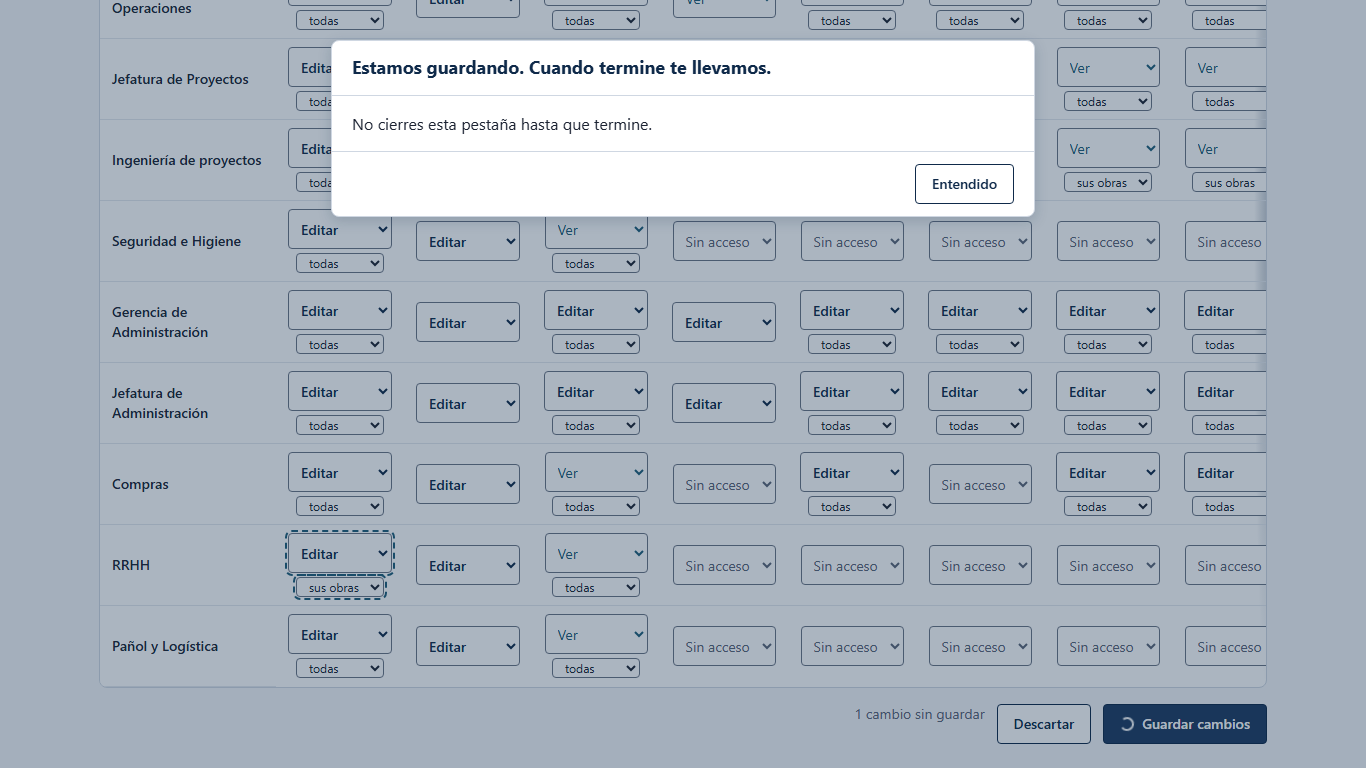 Operaciones
Editar
Ver
todas todas todas todas todas todas
Estamos guardando. Cuando termine te llevamos.
No cierres esta pestaña hasta que termine.
Entendido
Jefatura de Proyectos
Ver Ver
todas todas
Ingeniería de proyectos
Ver Ver
sus obras sus obras
Seguridad e Higiene
Editar Editar Ver Sin acceso Sin acceso Sin acceso Sin acceso Sin acceso
todas todas
Gerencia de
Administración
Editar Editar Editar Editar Editar Editar Editar Editar
todas todas todas todas todas todas
Jefatura de
Administración
Editar Editar Editar Editar Editar Editar Editar Editar
todas todas todas todas todas todas
Compras
Editar Editar Ver Sin acceso Editar Sin acceso Editar Editar
todas todas todas todas todas
RRHH
Editar Editar Ver Sin acceso Sin acceso Sin acceso Sin acceso Sin acceso
sus obras todas
Pañol y Logística
Editar Editar Ver Sin acceso Sin acceso Sin acceso Sin acceso Sin acceso
todas todas
1 cambio sin guardar
Descartar
Guardar cambios